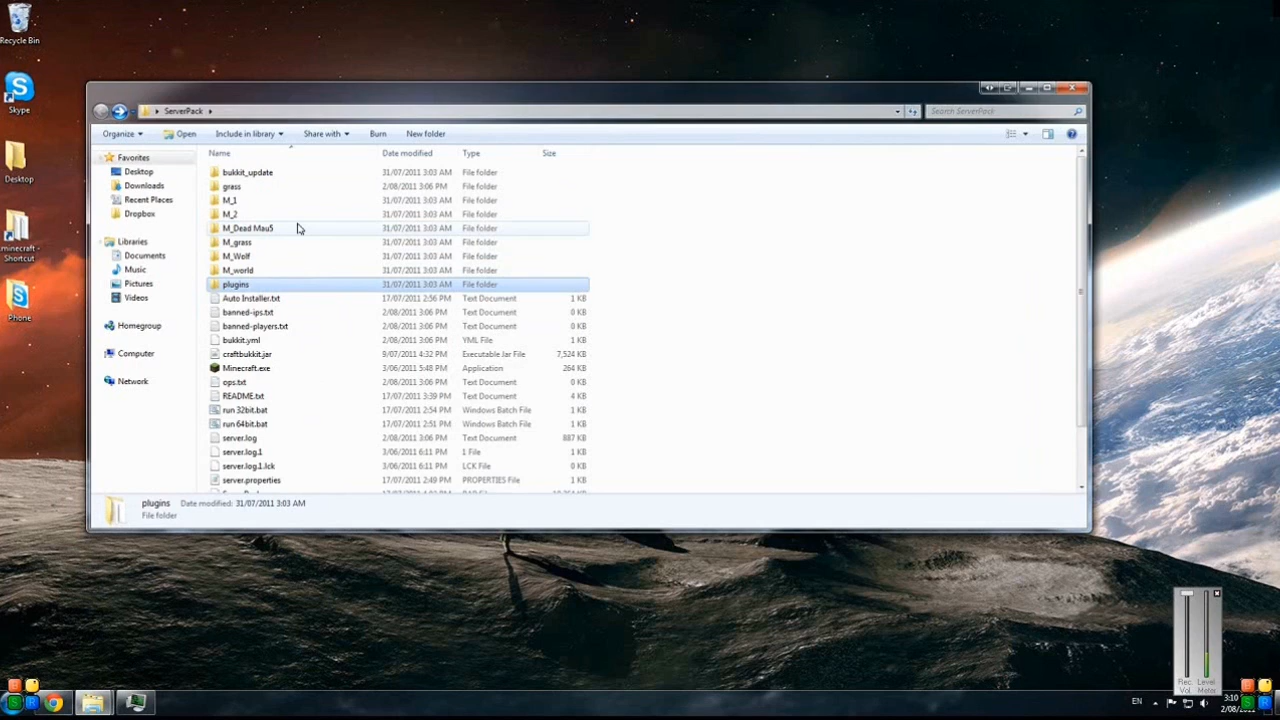 Recycle Bin
Skype
Desktop
minecraft - Shortcut
Phone
ServerPack
Search ServerPack
Organize Open Include in library Share with Burn New folder
Favorites
Desktop
Downloads
Recent Places
Dropbox
Libraries
Documents
Music
Pictures
Videos
Homegroup
Computer
Network
Name Date modified Type Size
bukkit_update 31/07/2011 3:03 AM File folder
grass 2/08/2011 3:06 PM File folder
M_1 31/07/2011 3:03 AM File folder
M_2 31/07/2011 3:03 AM File folder
M_Dead Mau5 31/07/2011 3:03 AM File folder
M_grass 31/07/2011 3:03 AM File folder
M_Wolf 31/07/2011 3:03 AM File folder
M_world 31/07/2011 3:03 AM File folder
plugins 31/07/2011 3:03 AM File folder
Auto Installer.txt 17/07/2011 2:56 PM Text Document 1 KB
banned-ips.txt 2/08/2011 3:06 PM Text Document 0 KB
banned-players.txt 2/08/2011 3:06 PM Text Document 0 KB
bukkit.yml 2/08/2011 3:06 PM YML File 1 KB
craftbukkit.jar 9/07/2011 4:32 PM Executable Jar File 7,524 KB
Minecraft.exe 3/06/2011 5:48 PM Application 264 KB
ops.txt 2/08/2011 3:06 PM Text Document 0 KB
README.txt 17/07/2011 3:39 PM Text Document 4 KB
run 32bit.bat 17/07/2011 2:54 PM Windows Batch File 1 KB
run 64bit.bat 17/07/2011 2:51 PM Windows Batch File 1 KB
server.log 2/08/2011 3:06 PM Text Document 887 KB
server.log.1 3/06/2011 6:11 PM 1 File 1 KB
server.log.1.lck 3/06/2011 6:11 PM LCK File 0 KB
server.properties 17/07/2011 2:49 PM PROPERTIES File 1 KB
plugins Date modified: 31/07/2011 3:03 AM
File folder
Rec. Vol. Level Meter
EN
3:10
2/08/